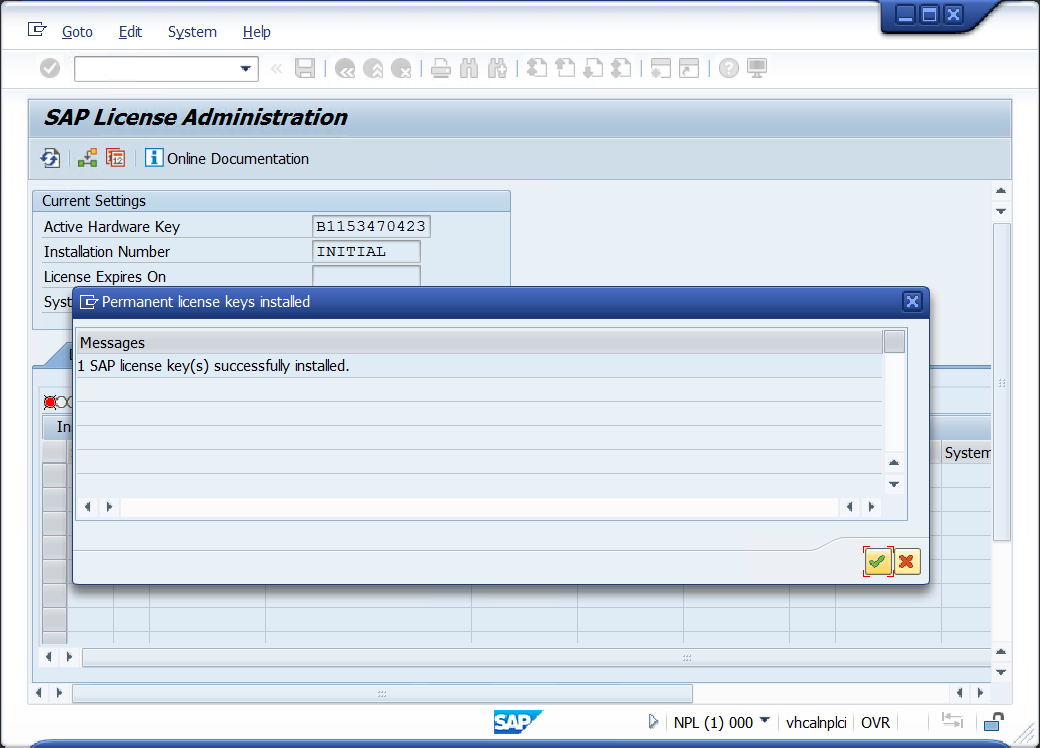 Goto Edit System Help
SAP License Administration
12
i Online Documentation
Current Settings
Active Hardware Key B1153470423
Installation Number INITIAL
License Expires On
Syst
Permanent license keys installed
Messages
1 SAP license key(s) successfully installed.
In
System
SAP NPL (1) 000 vhcalnplci OVR